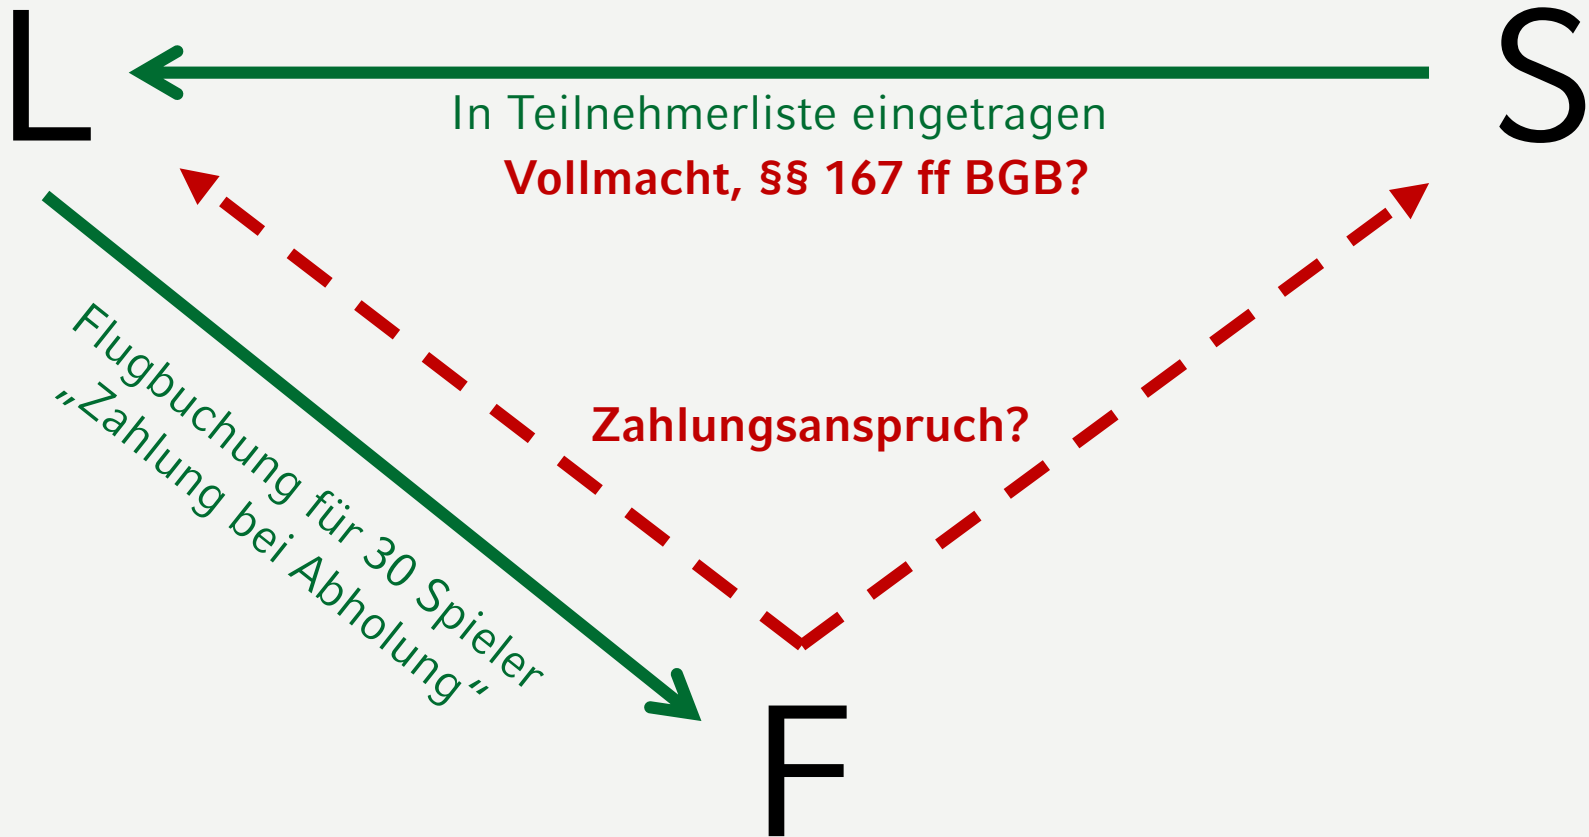 L
S
In Teilnehmerliste eingetragen
Vollmacht, §§ 167 ff BGB?
Flugbuchung für 30 Spieler
„Zahlung bei Abholung“
Zahlungsanspruch?
F